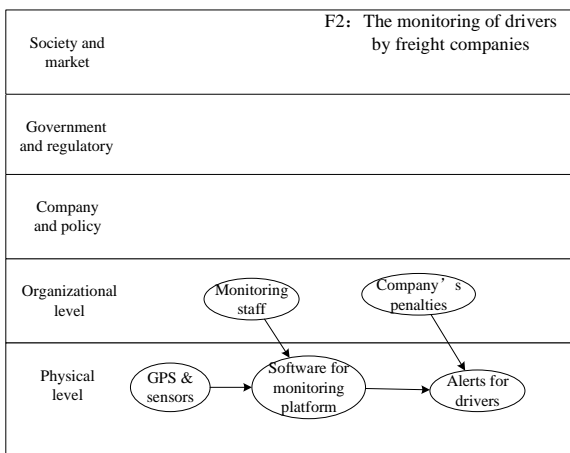 F2：The monitoring of drivers
by freight companies
Society and
market
Government
and regulatory
Company
and policy
Organizational
level
Monitoring
staff
Company’s
penalties
Physical
level
GPS &
sensors
Software for
monitoring
platform
Alerts for
drivers